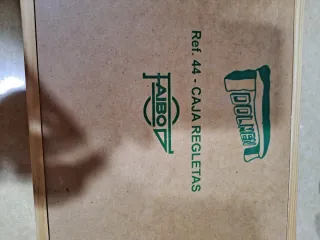 DOLMEN
Ref. 44 - CAJA REGLETAS
FAIBO